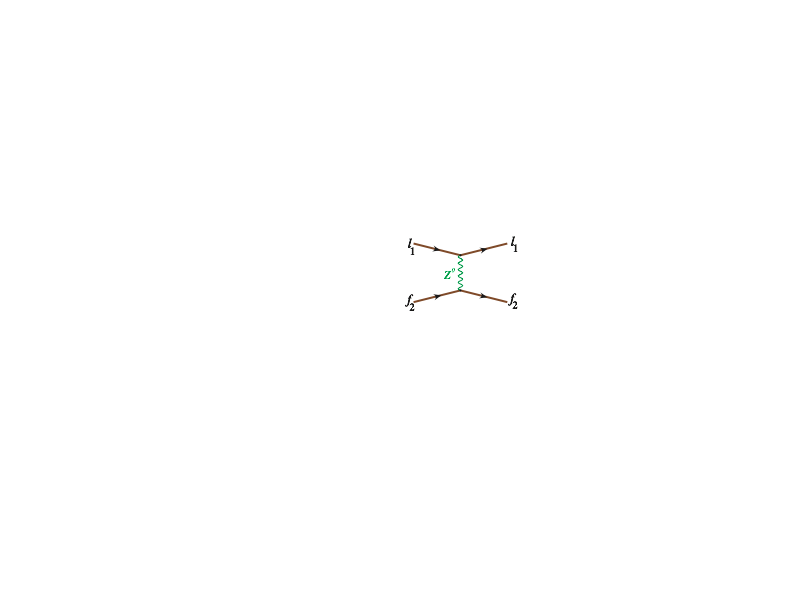 l₁ l₁
Z⁰
f₂ f₂